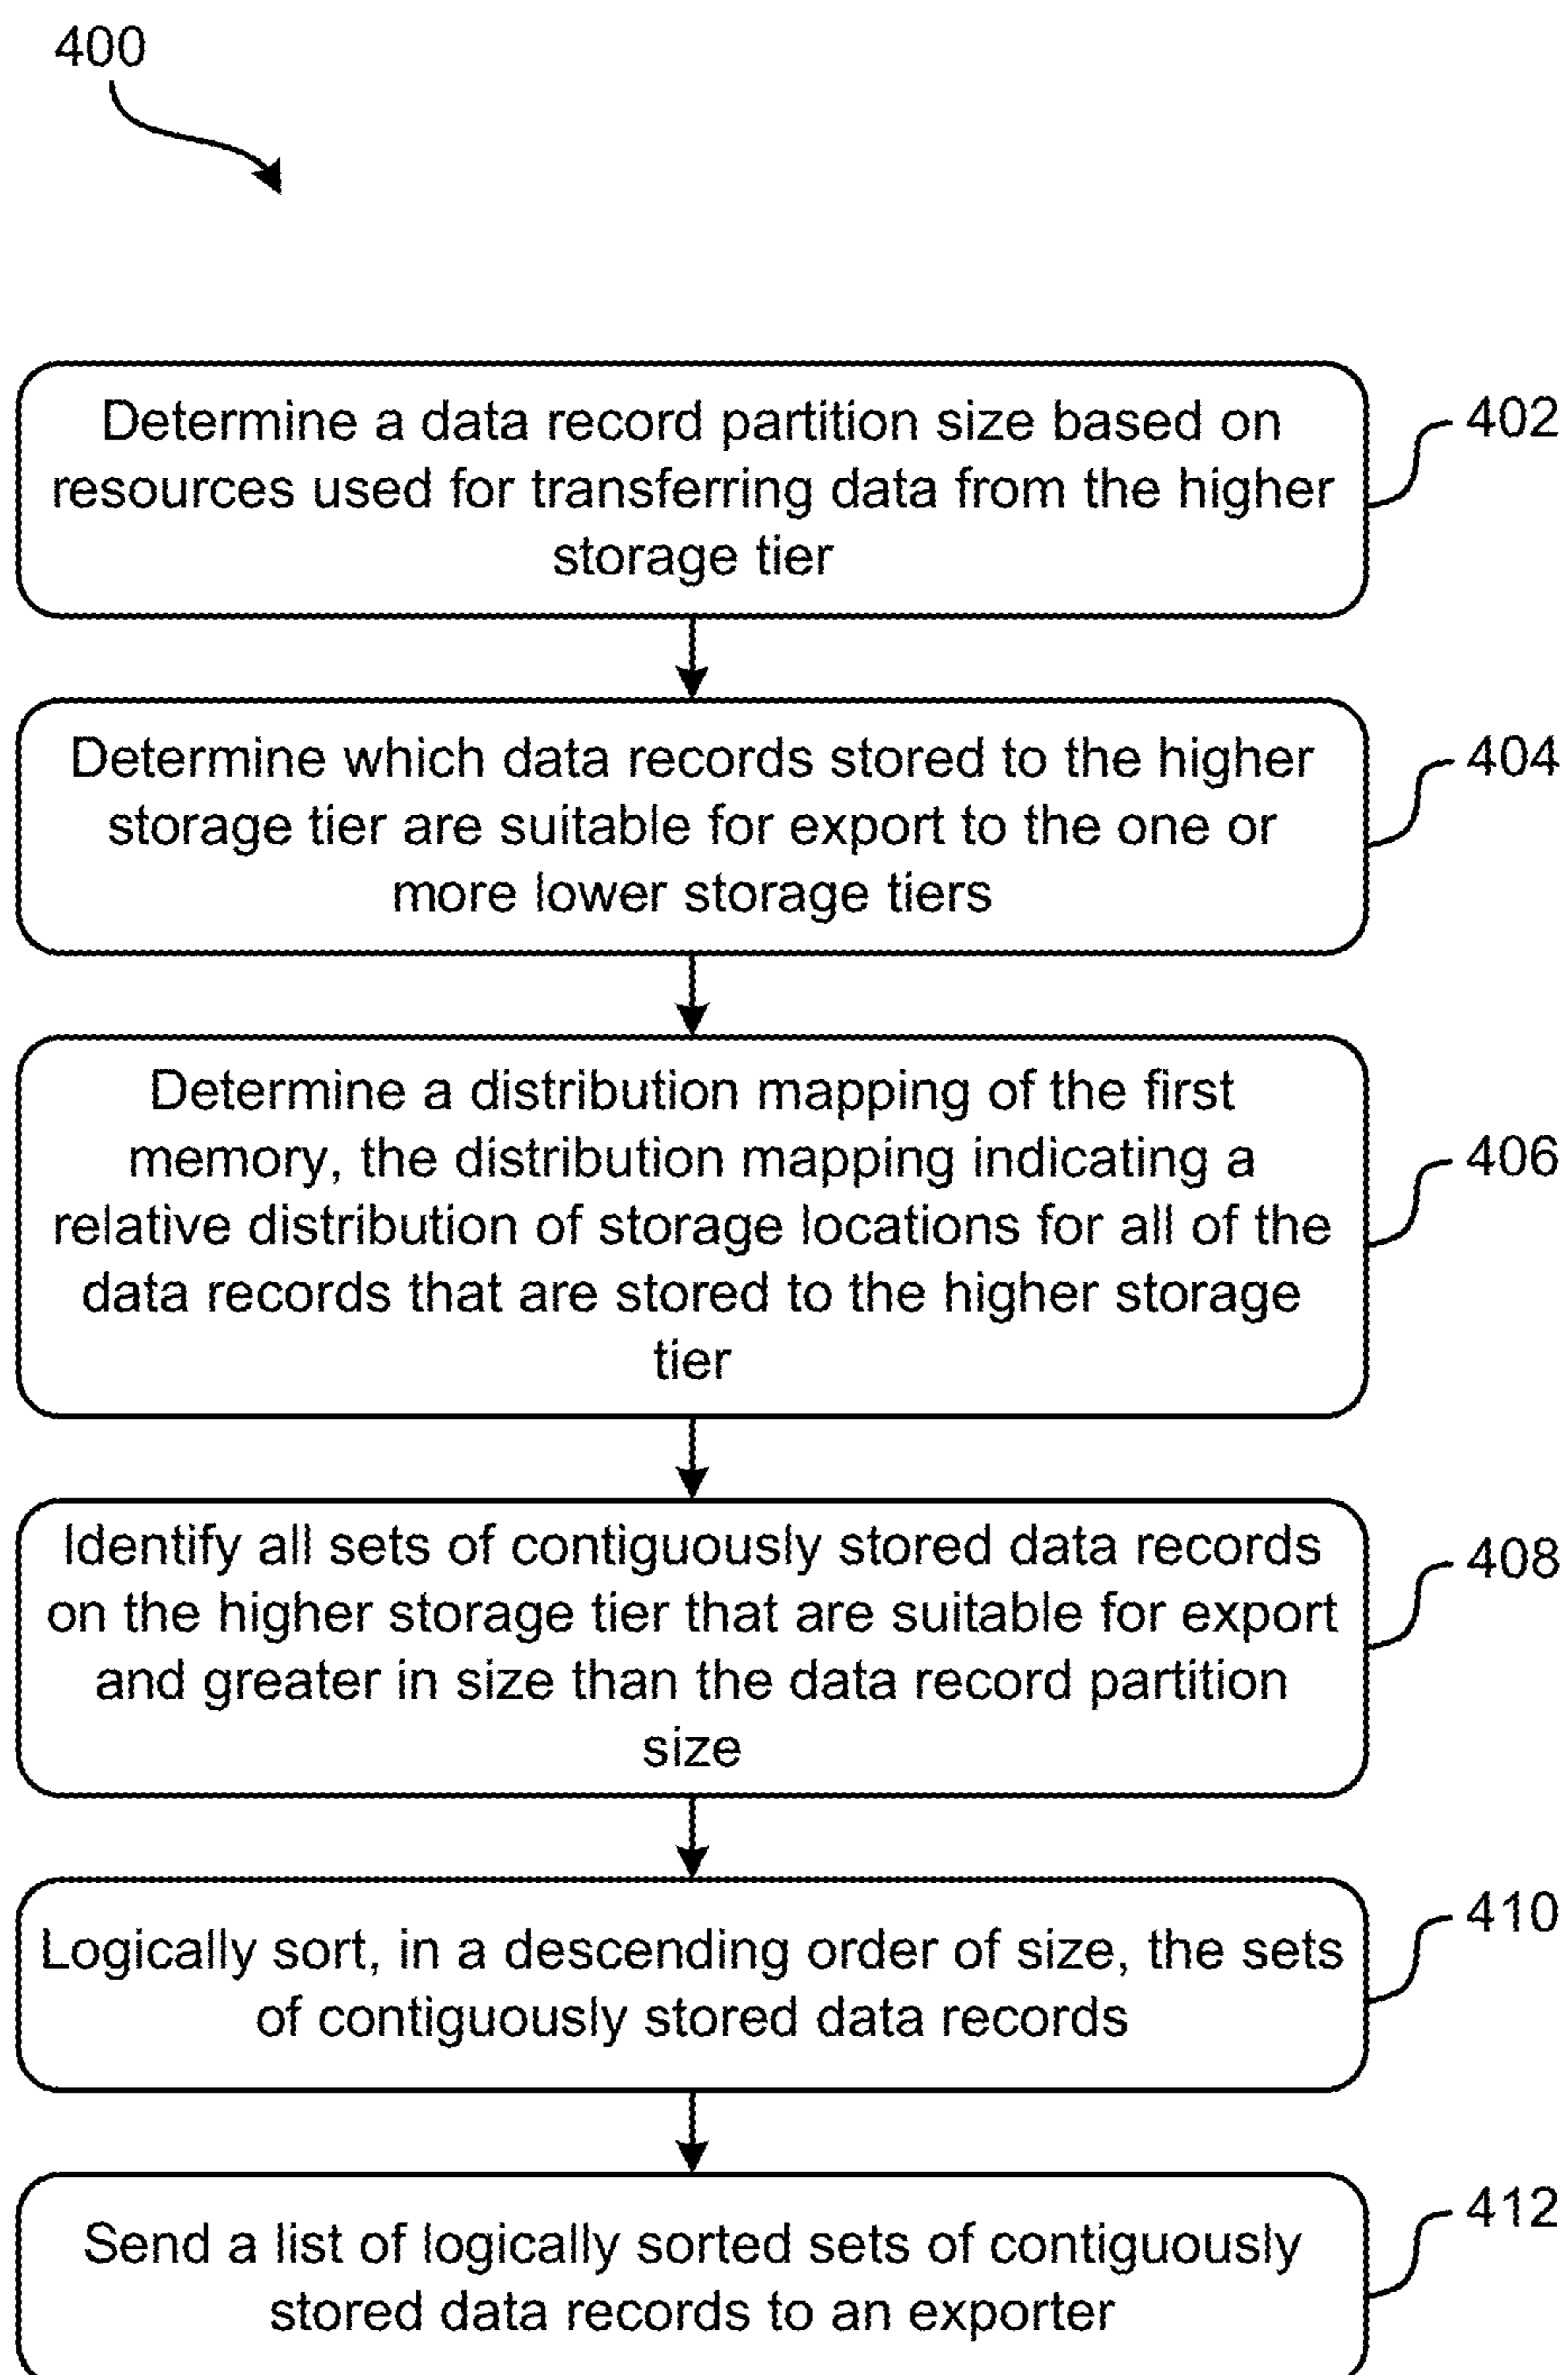 400
Determine a data record partition size based on
resources used for transferring data from the higher
storage tier
402
Determine which data records stored to the higher
storage tier are suitable for export to the one or
more lower storage tiers
404
Determine a distribution mapping of the first
memory, the distribution mapping indicating a
relative distribution of storage locations for all of the
data records that are stored to the higher storage
tier
406
Identify all sets of contiguously stored data records
on the higher storage tier that are suitable for export
and greater in size than the data record partition
size
408
Logically sort, in a descending order of size, the sets
of contiguously stored data records
410
Send a list of logically sorted sets of contiguously
stored data records to an exporter
412